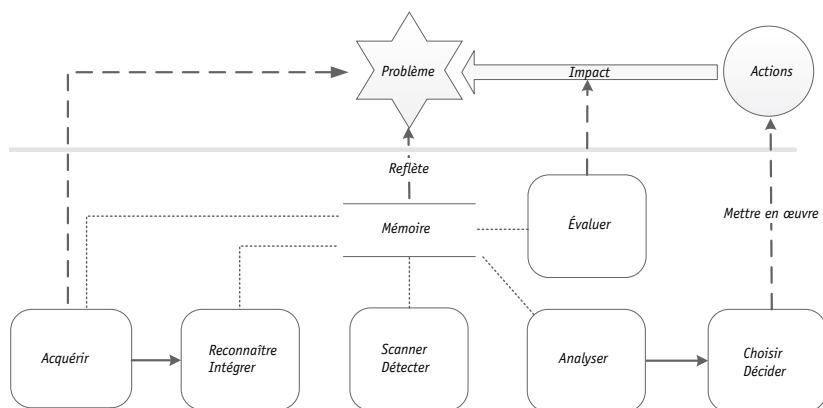 Problème
Impact
Actions
Reflète
Mémoire
Évaluer
Mettre en œuvre
Acquérir
Reconnaître
Intégrer
Scanner
Détecter
Analyser
Choisir
Décider